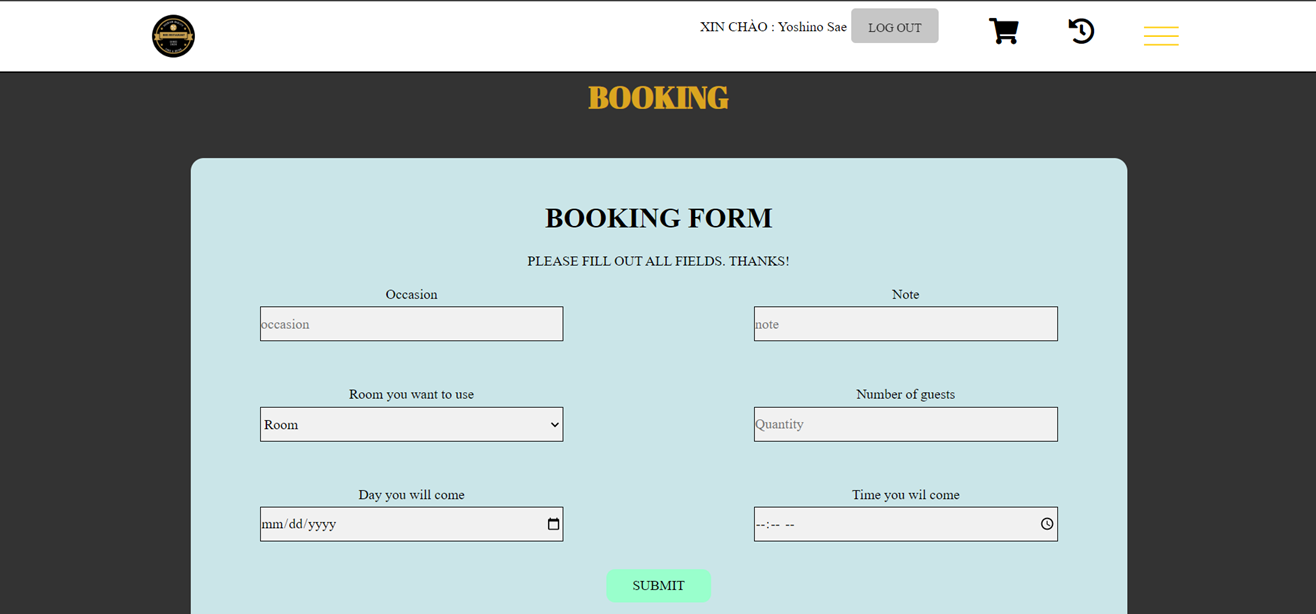 XIN CHÀO : Yoshino Sae LOG OUT
BOOKING
BOOKING FORM
PLEASE FILL OUT ALL FIELDS. THANKS!
Occasion Note
occasion note
Room you want to use Number of guests
Room Quantity
Day you will come Time you wil come
mm/dd/yyyy --:-- --
SUBMIT